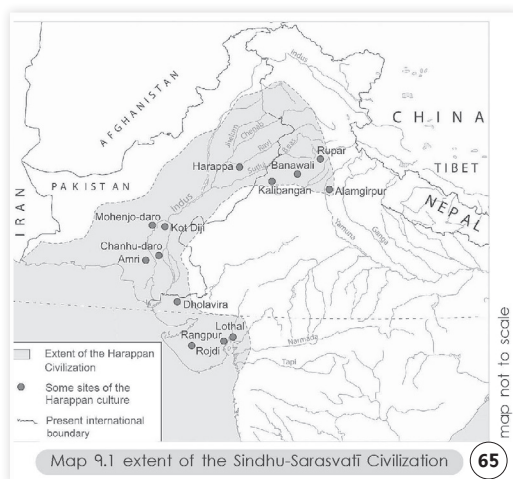 Indus
AFGHANISTAN
CHINA
Jhelum
Chenab
Ravi
Beas
Rupar
Harappa
Sutlej
Banawali
TIBET
PAKISTAN
Kalibangan
Alamgirpur
IRAN
Indus
NEPAL
Mohenjo-daro
Kot Diji
Yamuna
Ganga
Chanhu-daro
Amri
Dholavira
Lothal
Rangpur
Narmada
Rojdi
Tapi
Extent of the Harappan
Civilization
Some sites of the
Harappan culture
Present international
boundary
map not to scale
Map 9.1 extent of the Sindhu-Sarasvatī Civilization
65